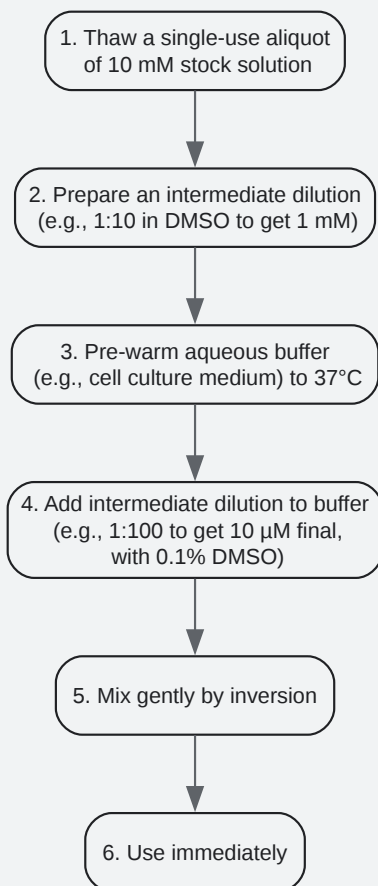 1. Thaw a single-use aliquot
of 10 mM stock solution
2. Prepare an intermediate dilution
(e.g., 1:10 in DMSO to get 1 mM)
3. Pre-warm aqueous buffer
(e.g., cell culture medium) to 37°C
4. Add intermediate dilution to buffer
(e.g., 1:100 to get 10 µM final,
with 0.1% DMSO)
5. Mix gently by inversion
6. Use immediately